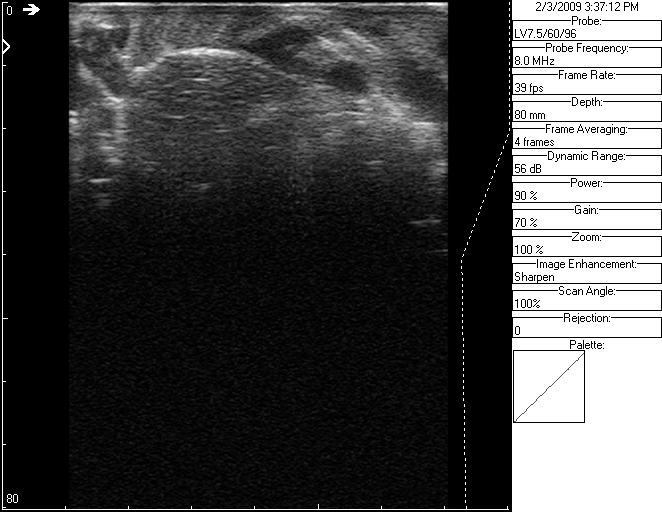 0
80
2/3/2009 3:37:12 PM
Probe:
LV7.5/60/96
Probe Frequency:
8.0 MHz
Frame Rate:
39 fps
Depth:
80 mm
Frame Averaging:
4 frames
Dynamic Range:
56 dB
Power:
90 %
Gain:
70 %
Zoom:
100 %
Image Enhancement:
Sharpen
Scan Angle:
100%
Rejection:
0
Palette: